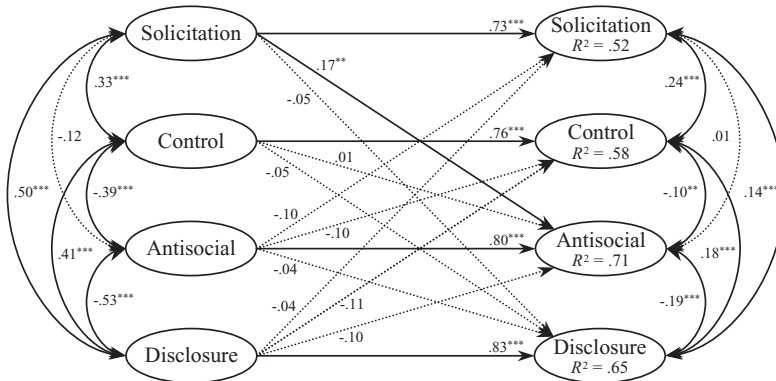 Solicitation
Solicitation
R² = .52
.73***
.17**
.33***
.24***
-.05
-.12
.01
Control
Control
R² = .58
.76***
.01
-.05
.50***
-.39***
-.10**
.14***
-.10
-.10
.41***
.18***
Antisocial
Antisocial
R² = .71
.80***
-.04
-.53***
-.19***
-.04
-.11
-.10
Disclosure
Disclosure
R² = .65
.83***